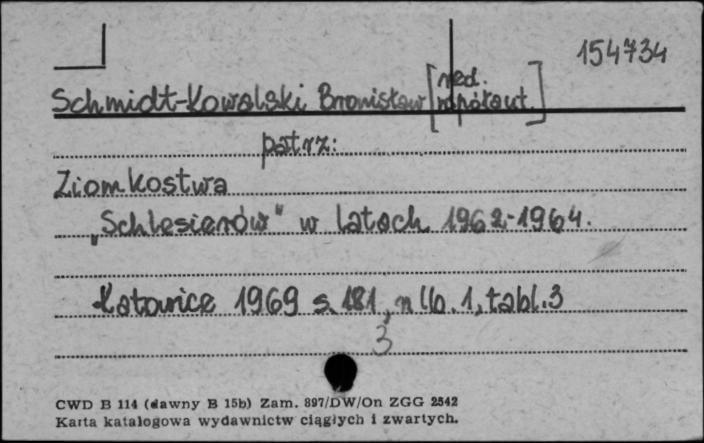 154734
Schmidt-Kowalski Bronisław [red.
współaut.]
patrz:
Ziomkostwa
„Schlesierów" w latach 1962-1964.
Katowice 1969 s. 181, nlb. 1, tabl. 3
3
CWD B 114 (dawny B 15b) Zam. 897/DW/On ZGG 2542
Karta katalogowa wydawnictw ciągłych i zwartych.